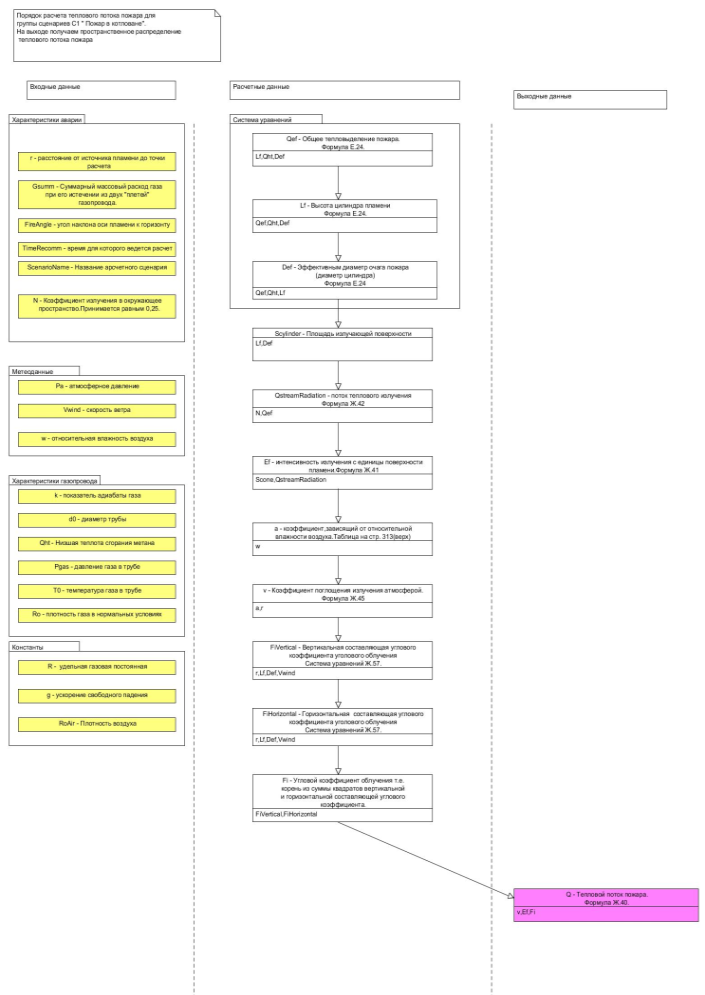 Порядок расчета теплового потока пожара для
группы сценариев С1 " Пожар в котловане".
На выходе получаем пространственное распределение
теплового потока пожара
Входные данные
Расчетные данные
Выходные данные
Характеристики аварии
r - расстояние от источника пламени до точки
расчета
Gsumm - Суммарный массовый расход газа
при его истечении из двух "плетей"
газопровода.
FireAngle - угол наклона оси пламени к горизонту
TimeRecomm - время для которого ведется расчет
ScenarioName - Название арсчетного сценария
N - Коэффициент излучения в окружающее
пространство.Принимается равным 0,25.
Метеоданные
Pa - атмосферное давление
Vwind - скорость ветра
w - относительная влажность воздуха
Характеристики газопровода
k - показатель адиабаты газа
d0 - диаметр трубы
Qht - Низшая теплота сгорания метана
Pgas - давление газа в трубе
T0 - температура газа в трубе
Ro - плотность газа в нормальных условиях
Константы
R - удельная газовая постоянная
g - ускорение свободного падения
RoAir - Плотность воздуха
Система уравнений
Qef - Общее тепловыделение пожара.
Формула Е.24.
Lf,Qht,Def
Lf - Высота цилиндра пламени
Формула Е.24.
Qef,Qht,Def
Def - Эффективным диаметр очага пожара
(диаметр цилиндра)
Формула Е.24
Qef,Qht,Lf
Scylinder - Площадь излучающей поверхности
Lf,Def
QstreamRadiation - поток теплового излучения
Формула Ж.42
N,Qef
Ef - интенсивность излучения с единицы поверхности
пламени.Формула Ж.41
Scone,QstreamRadiation
a - коэффициент,зависящий от относительной
влажности воздуха.Таблица на стр. 313(верх)
w
v - Коэффициент поглощения излучения атмосферой.
Формула Ж.45
a,r
FiVertical - Вертикальная составляющая углового
коэффициента уголового облучения
Система уравнений Ж.57.
r,Lf,Def,Vwind
FiHorizontal - Горизонтальная составляющая углового
коэффициента уголового облучения
Система уравнений Ж.57.
r,Lf,Def,Vwind
Fi - Угловой коэффициент облучения т.е.
корень из суммы квадратов вертикальной
и горизонтальной составляющей углового
коэффициента.
FiVertical,FiHorizontal
Q - Тепловой поток пожара.
Формула Ж.40.
v,Ef,Fi